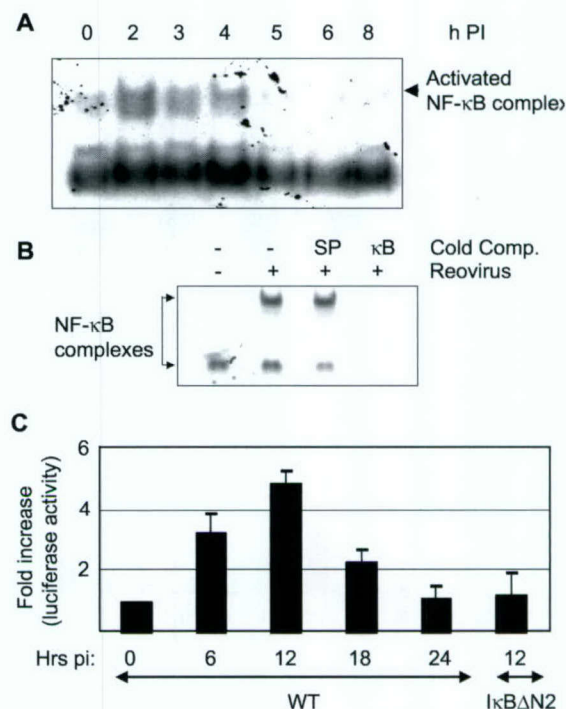 A
0 2 3 4 5 6 8 h PI
Activated
NF-κB complex
B
- - SP κB Cold Comp.
- + + + Reovirus
NF-κB
complexes
C
Fold increase
(luciferase activity)
6
4
2
Hrs pi: 0 6 12 18 24 12
WT IκBΔN2